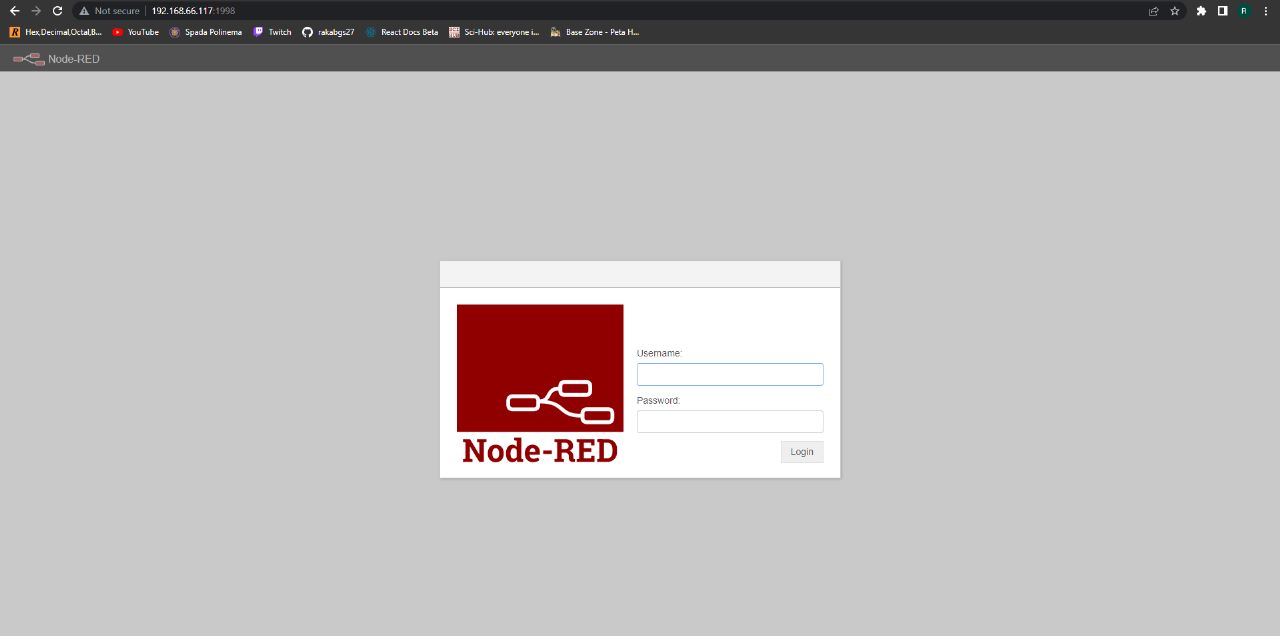 Not secure | 192.168.66.117:1998
R
Hex,Decimal,Octal,B... YouTube Spada Polinema Twitch rakabgs27 React Docs Beta Sci-Hub: everyone i... Base Zone - Peta H...
Node-RED
Username:
Password:
Login
Node-RED